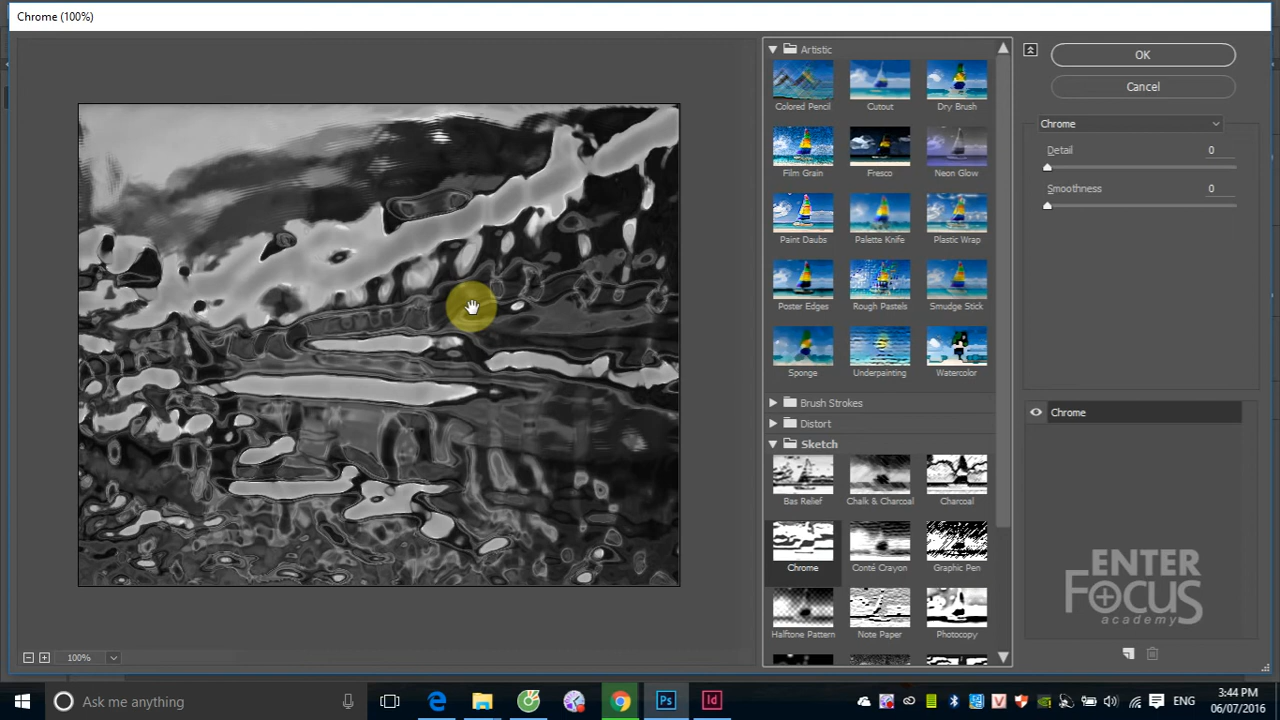 Chrome (100%)
Artistic
Colored Pencil
Cutout
Dry Brush
Film Grain
Fresco
Neon Glow
Paint Daubs
Palette Knife
Plastic Wrap
Poster Edges
Rough Pastels
Smudge Stick
Sponge
Underpainting
Watercolor
Brush Strokes
Distort
Sketch
Bas Relief
Chalk & Charcoal
Charcoal
Chrome
Conté Crayon
Graphic Pen
Halftone Pattern
Note Paper
Photocopy
OK
Cancel
Chrome
Detail 0
Smoothness 0
Chrome
ENTER
FOCUS
academy
100%
Ask me anything
Ps
Id
ENG
3:44 PM
06/07/2016